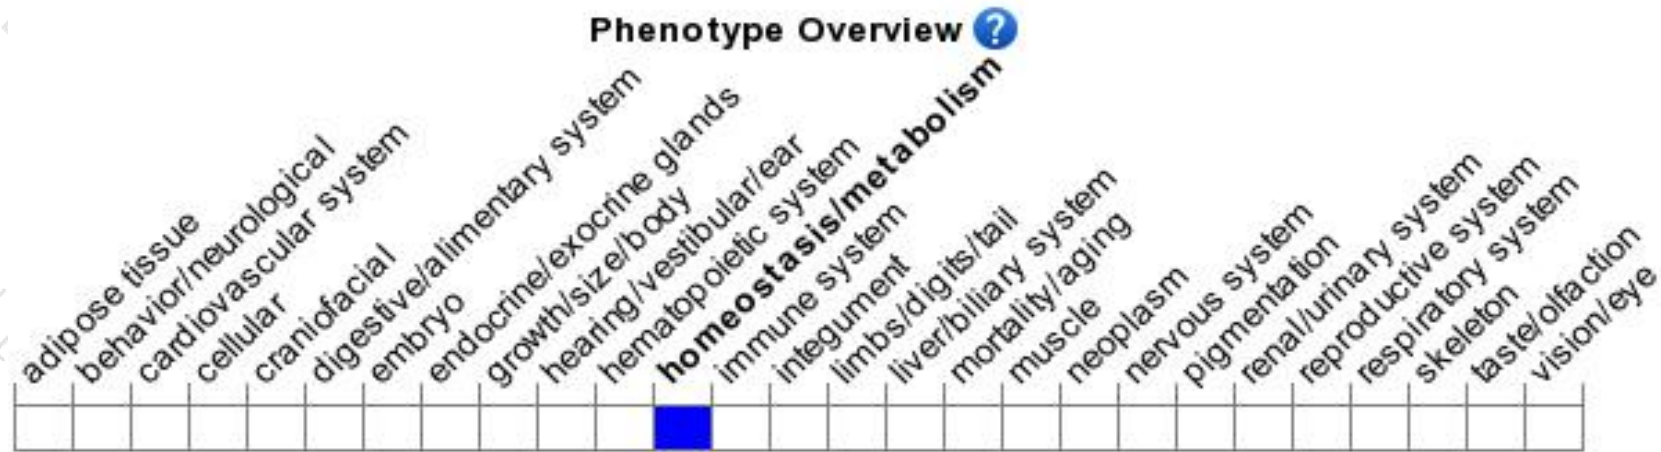 Phenotype Overview ?
adipose tissue
behavior/neurological
cardiovascular system
cellular
craniofacial
digestive/alimentary system
embryo
endocrine/exocrine glands
growth/size/body
hearing/vestibular/ear
hematopoietic system
homeostasis/metabolism
immune system
integument
limbs/digits/tail
liver/biliary system
mortality/aging
muscle
neoplasm
nervous system
pigmentation
renal/urinary system
reproductive system
respiratory system
skeleton
taste/olfaction
vision/eye